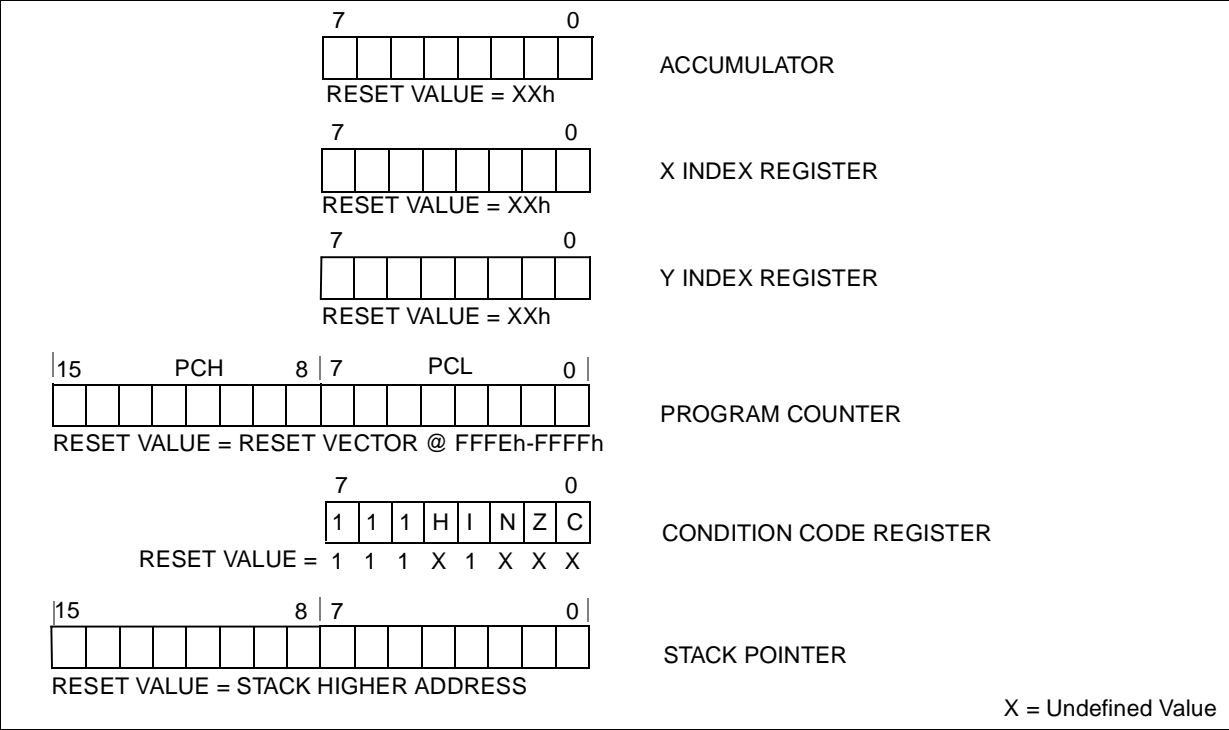 7 0
ACCUMULATOR
RESET VALUE = XXh
7 0
X INDEX REGISTER
RESET VALUE = XXh
7 0
Y INDEX REGISTER
RESET VALUE = XXh
15 PCH 8 7 PCL 0
PROGRAM COUNTER
RESET VALUE = RESET VECTOR @ FFFEh-FFFFh
7 0
1 1 1 H I N Z C
CONDITION CODE REGISTER
RESET VALUE = 1 1 1 X 1 X X X
15 8 7 0
STACK POINTER
RESET VALUE = STACK HIGHER ADDRESS
X = Undefined Value